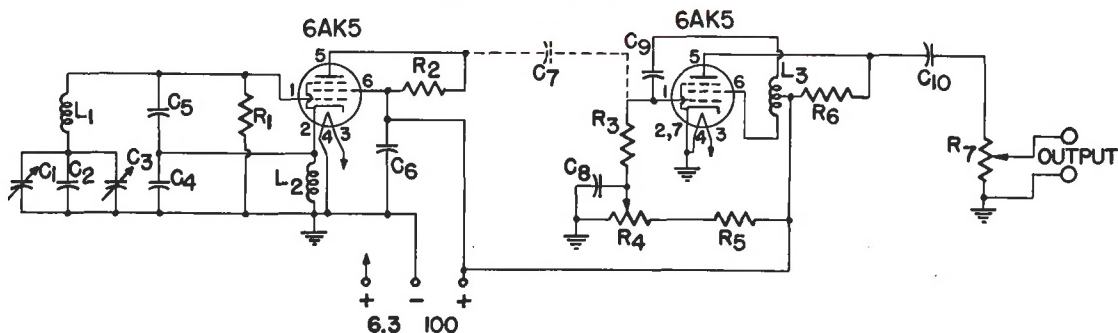 6AK5
6AK5
5
R2
6
1
2
4
3
C5
R1
L1
C1
C2
C3
C4
L2
C6
C7
C9
5
6
1
2,7
4
3
L3
R6
R3
C8
R4
R5
C10
R7
OUTPUT
+ − +
6.3 100